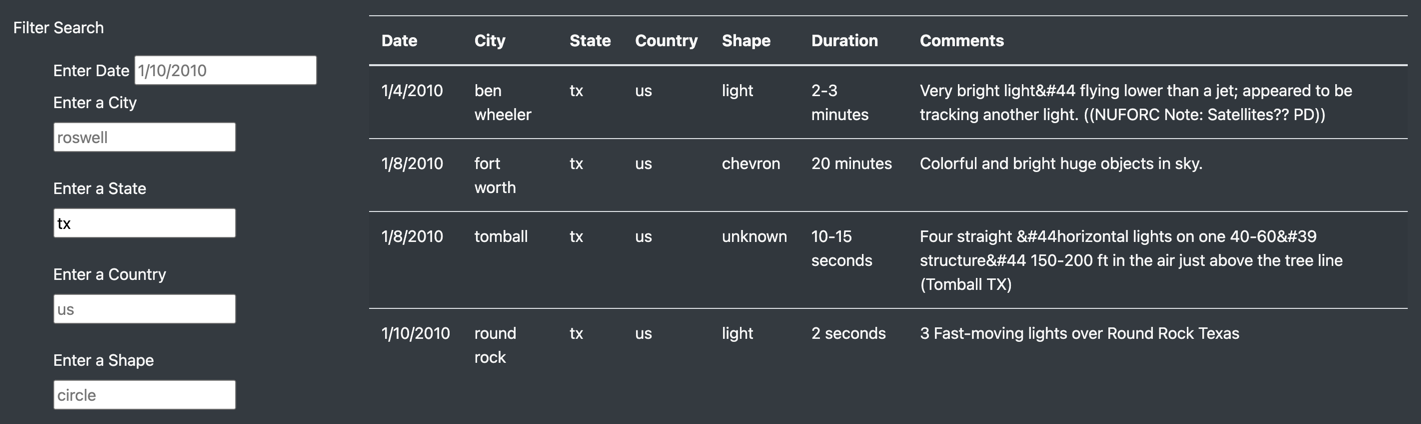 Filter Search
Enter Date 1/10/2010
Enter a City
roswell
Enter a State
tx
Enter a Country
us
Enter a Shape
circle
Date City State Country Shape Duration Comments
1/4/2010 ben wheeler tx us light 2-3 minutes Very bright light&#44 flying lower than a jet; appeared to be tracking another light. ((NUFORC Note: Satellites?? PD))
1/8/2010 fort worth tx us chevron 20 minutes Colorful and bright huge objects in sky.
1/8/2010 tomball tx us unknown 10-15 seconds Four straight &#44horizontal lights on one 40-60&#39 structure&#44 150-200 ft in the air just above the tree line (Tomball TX)
1/10/2010 round rock tx us light 2 seconds 3 Fast-moving lights over Round Rock Texas